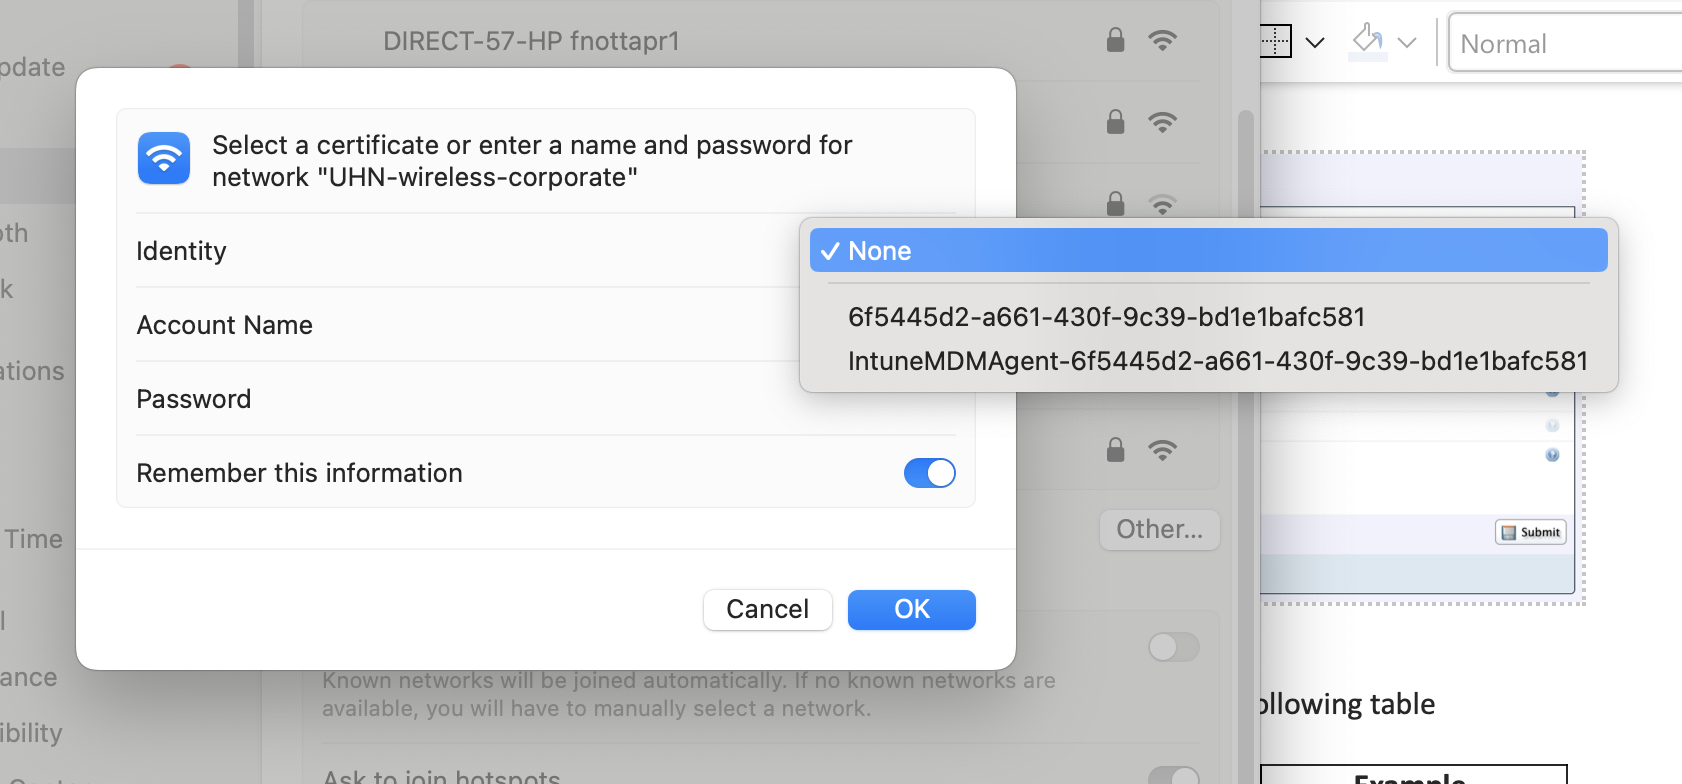 DIRECT-57-HP fnottapr1
Normal
pdate
Select a certificate or enter a name and password for
network "UHN-wireless-corporate"
oth
Identity
✓ None
k
6f5445d2-a661-430f-9c39-bd1e1bafc581
Account Name
IntuneMDMAgent-6f5445d2-a661-430f-9c39-bd1e1bafc581
ations
Password
Remember this information
Time
Other...
Submit
Cancel
OK
l
ance
Known networks will be joined automatically. If no known networks are
available, you will have to manually select a network.
ollowing table
ibility
Ask to join hotspots
Example